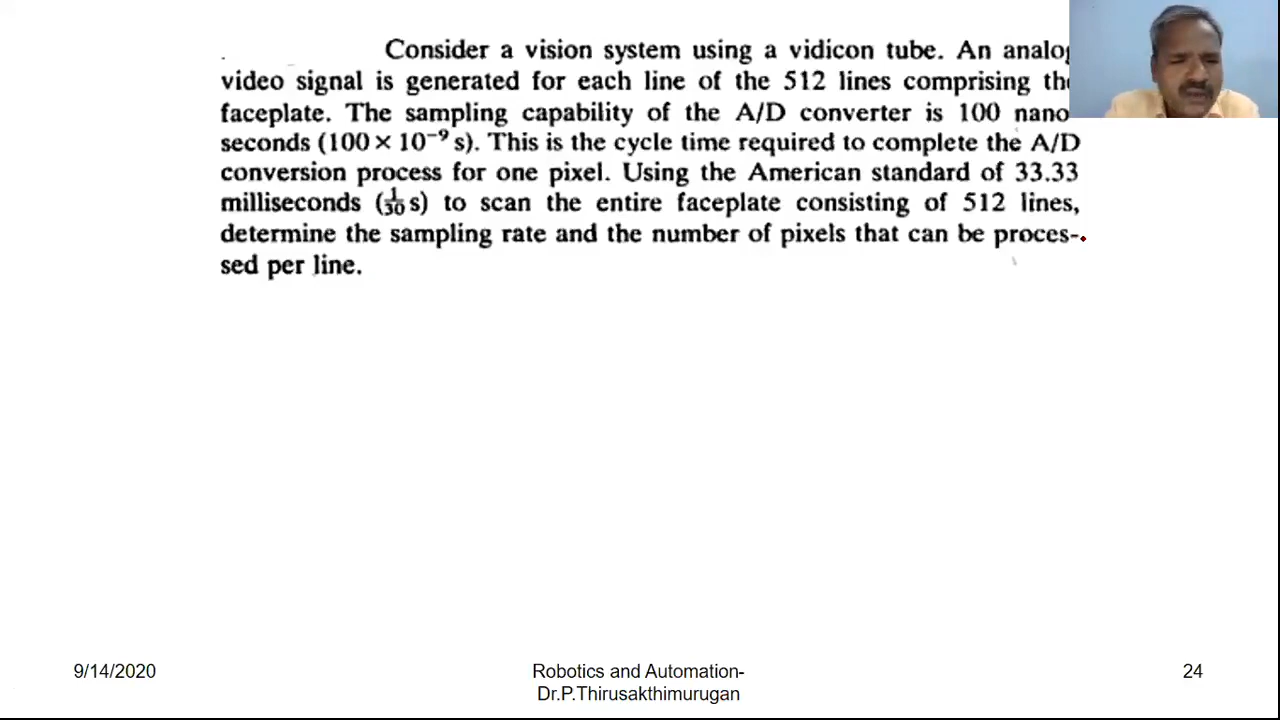 Consider a vision system using a vidicon tube. An analog
video signal is generated for each line of the 512 lines comprising the
faceplate. The sampling capability of the A/D converter is 100 nano
seconds (100 × 10⁻⁹ s). This is the cycle time required to complete the A/D
conversion process for one pixel. Using the American standard of 33.33
milliseconds (1/30 s) to scan the entire faceplate consisting of 512 lines,
determine the sampling rate and the number of pixels that can be proces-
sed per line.
9/14/2020
Robotics and Automation-
Dr.P.Thirusakthimurugan
24